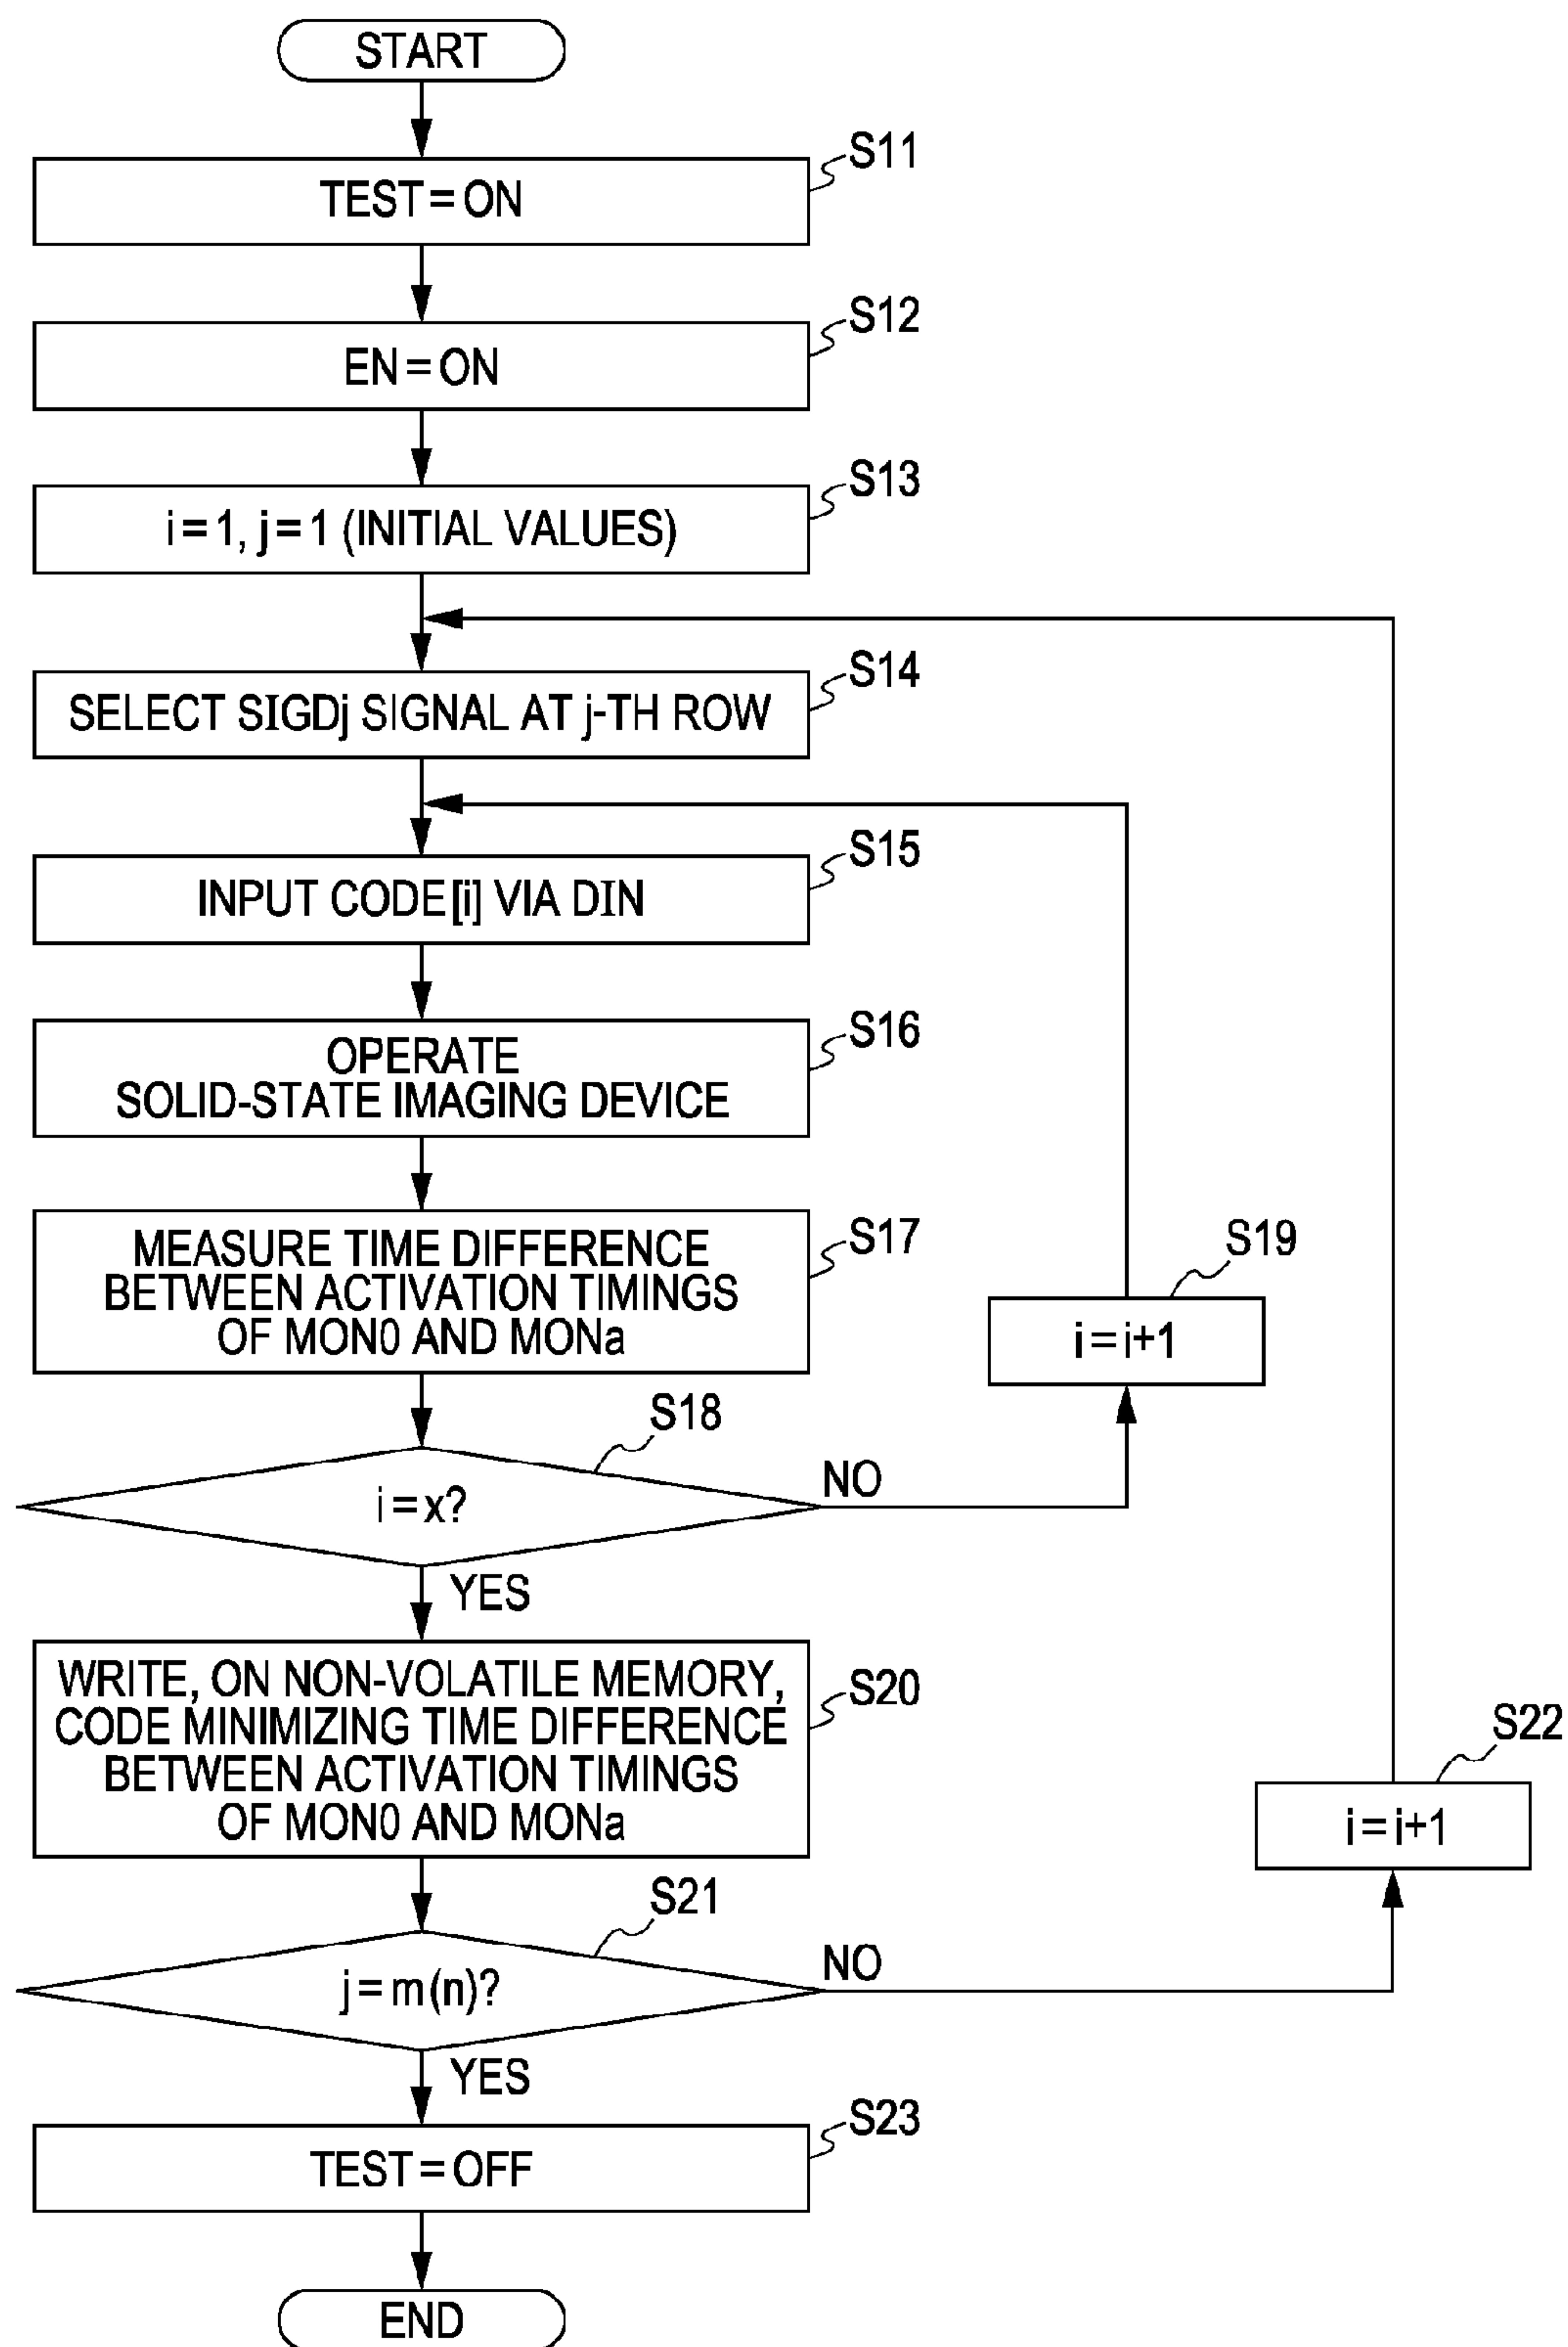 START
S11
TEST=ON
S12
EN=ON
S13
i=1, j=1 (INITIAL VALUES)
S14
SELECT SIGDj SIGNAL AT j-TH ROW
S15
INPUT CODE[i] VIA DIN
S16
OPERATE
SOLID-STATE IMAGING DEVICE
S17
MEASURE TIME DIFFERENCE
BETWEEN ACTIVATION TIMINGS
OF MON0 AND MONa
S19
i=i+1
S18
i=x?
NO
YES
S20
WRITE, ON NON-VOLATILE MEMORY,
CODE MINIMIZING TIME DIFFERENCE
BETWEEN ACTIVATION TIMINGS
OF MON0 AND MONa
S22
i=i+1
S21
j=m(n)?
NO
YES
S23
TEST=OFF
END